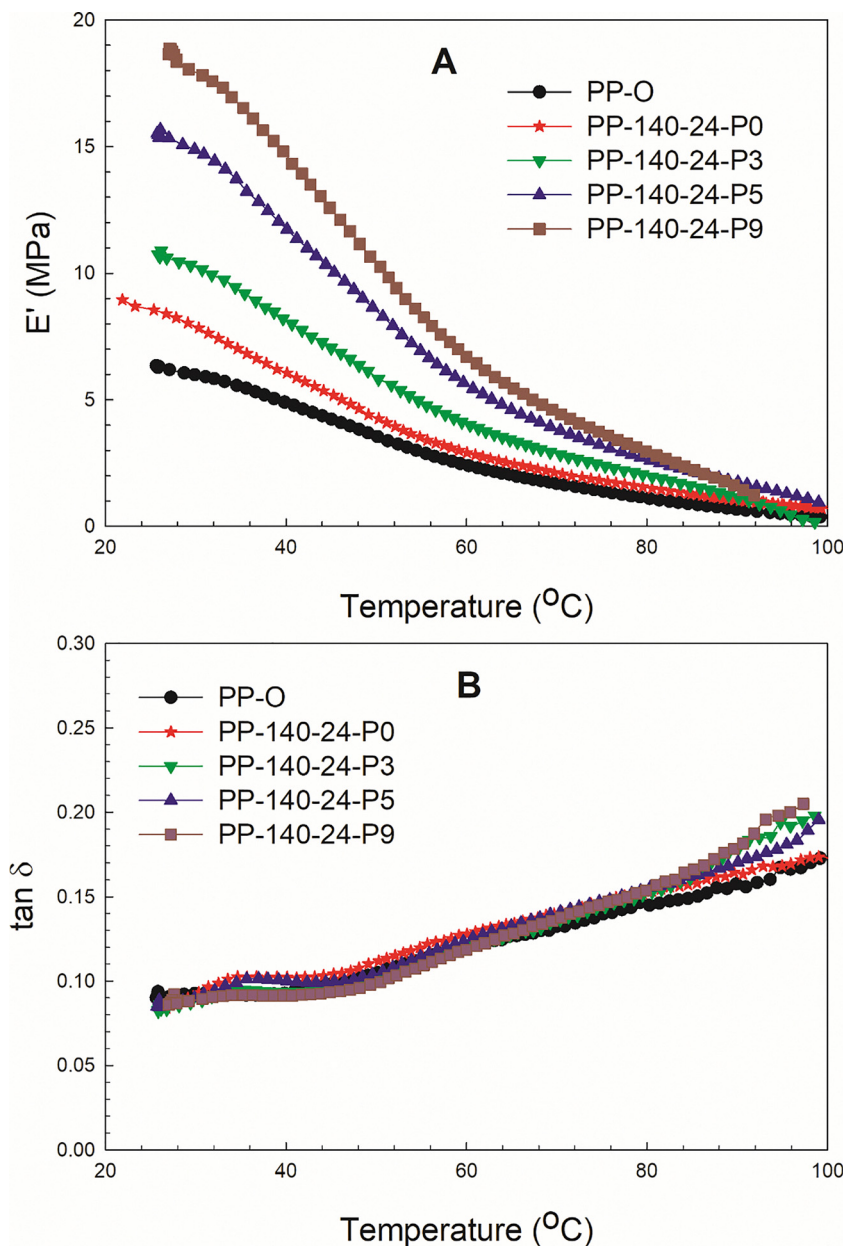 A
PP-O
PP-140-24-P0
PP-140-24-P3
PP-140-24-P5
PP-140-24-P9
E' (MPa)
20
15
10
5
0
20 40 60 80 100
Temperature (°C)
B
PP-O
PP-140-24-P0
PP-140-24-P3
PP-140-24-P5
PP-140-24-P9
tan δ
0.30
0.25
0.20
0.15
0.10
0.05
0.00
20 40 60 80 100
Temperature (°C)